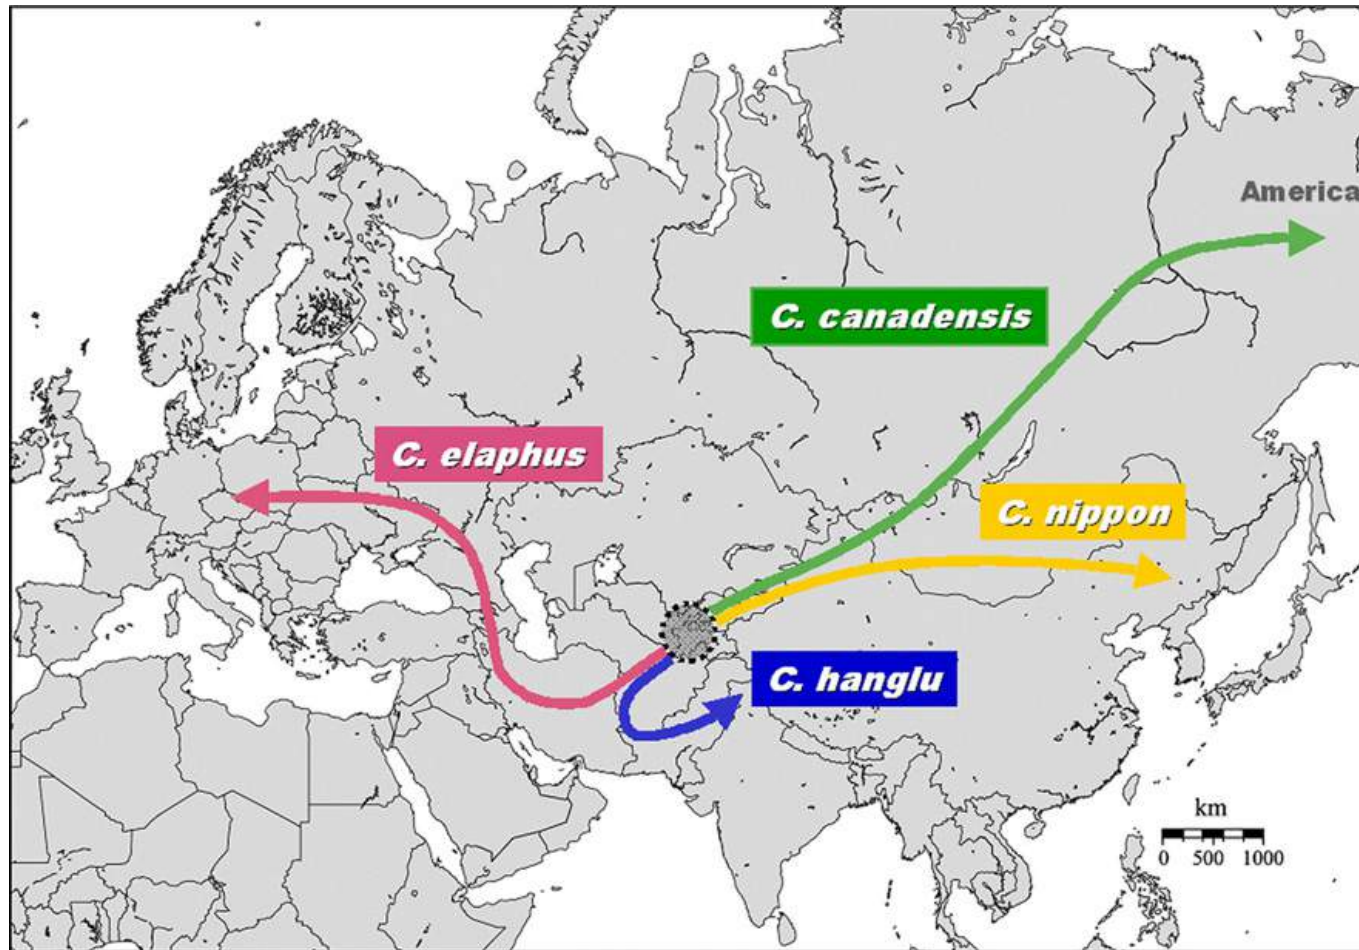 America
C. canadensis
C. elaphus
C. nippon
C. hanglu
km
0 500 1000